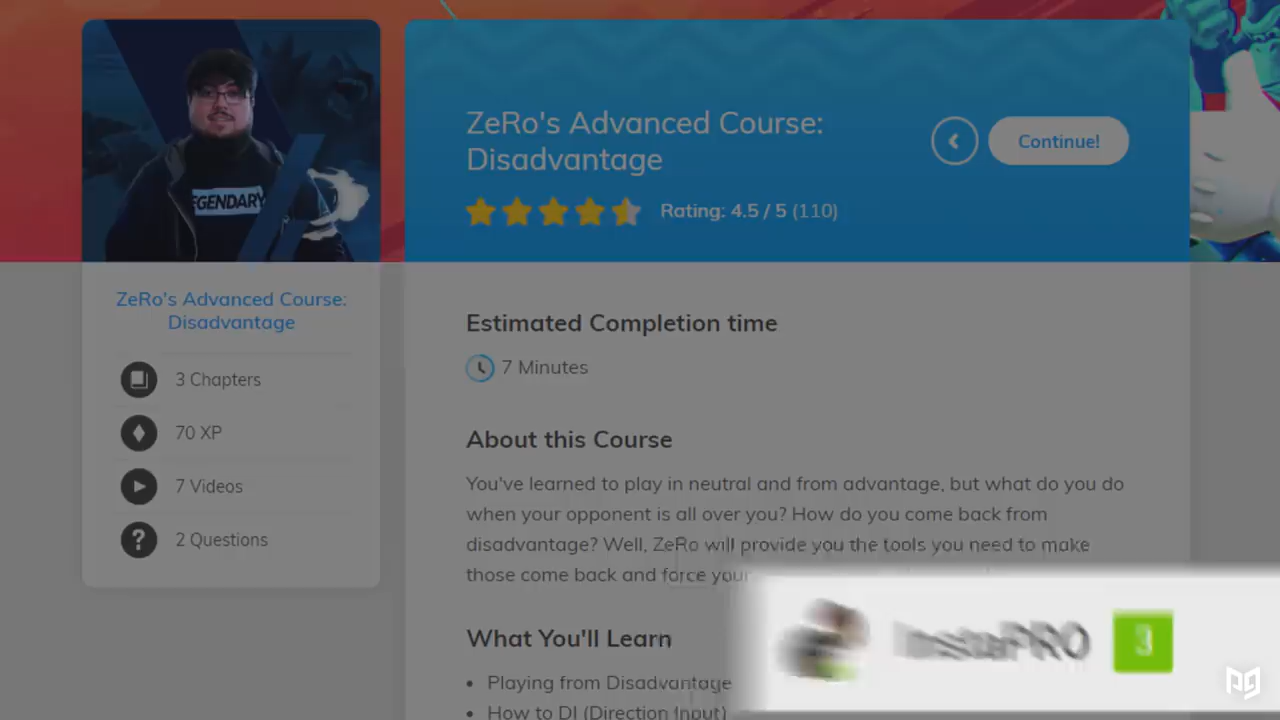 ZeRo's Advanced Course:
Disadvantage
Continue!
Rating: 4.5 / 5 (110)
EGENDARY
ZeRo's Advanced Course:
Disadvantage
3 Chapters
70 XP
7 Videos
2 Questions
Estimated Completion time
7 Minutes
About this Course
You've learned to play in neutral and from advantage, but what do you do
when your opponent is all over you? How do you come back from
disadvantage? Well, ZeRo will provide you the tools you need to make
those come back and force your
What You'll Learn
Playing from Disadvantage
How to DI (Direction Input)
InstaPRO
3